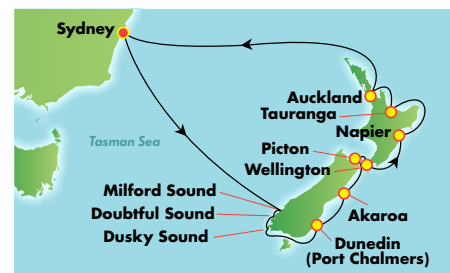 Sydney
Auckland
Tauranga
Napier
Tasman Sea
Picton
Wellington
Milford Sound
Doubtful Sound
Dusky Sound
Akaroa
Dunedin
(Port Chalmers)